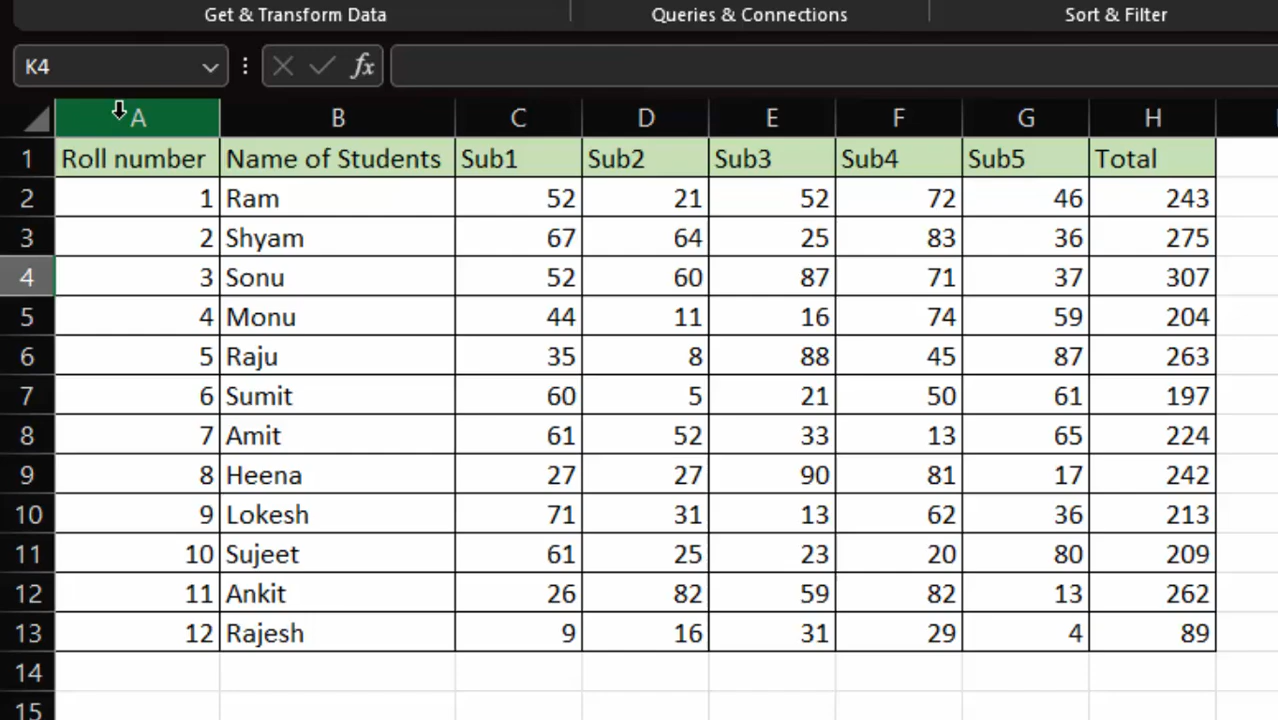 Get & Transform Data Queries & Connections Sort & Filter
K4 fx
A B C D E F G H
1 Roll number Name of Students Sub1 Sub2 Sub3 Sub4 Sub5 Total
2 1 Ram 52 21 52 72 46 243
3 2 Shyam 67 64 25 83 36 275
4 3 Sonu 52 60 87 71 37 307
5 4 Monu 44 11 16 74 59 204
6 5 Raju 35 8 88 45 87 263
7 6 Sumit 60 5 21 50 61 197
8 7 Amit 61 52 33 13 65 224
9 8 Heena 27 27 90 81 17 242
10 9 Lokesh 71 31 13 62 36 213
11 10 Sujeet 61 25 23 20 80 209
12 11 Ankit 26 82 59 82 13 262
13 12 Rajesh 9 16 31 29 4 89
14
15